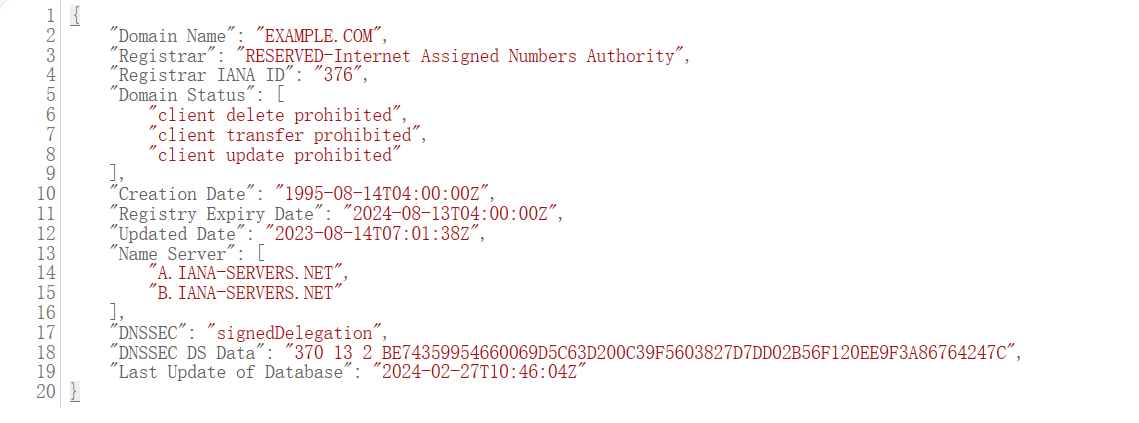 1 {
2 "Domain Name": "EXAMPLE.COM",
3 "Registrar": "RESERVED-Internet Assigned Numbers Authority",
4 "Registrar IANA ID": "376",
5 "Domain Status": [
6 "client delete prohibited",
7 "client transfer prohibited",
8 "client update prohibited"
9 ],
10 "Creation Date": "1995-08-14T04:00:00Z",
11 "Registry Expiry Date": "2024-08-13T04:00:00Z",
12 "Updated Date": "2023-08-14T07:01:38Z",
13 "Name Server": [
14 "A.IANA-SERVERS.NET",
15 "B.IANA-SERVERS.NET"
16 ],
17 "DNSSEC": "signedDelegation",
18 "DNSSEC DS Data": "370 13 2 BE74359954660069D5C63D200C39F5603827D7DD02B56F120EE9F3A86764247C",
19 "Last Update of Database": "2024-02-27T10:46:04Z"
20 }